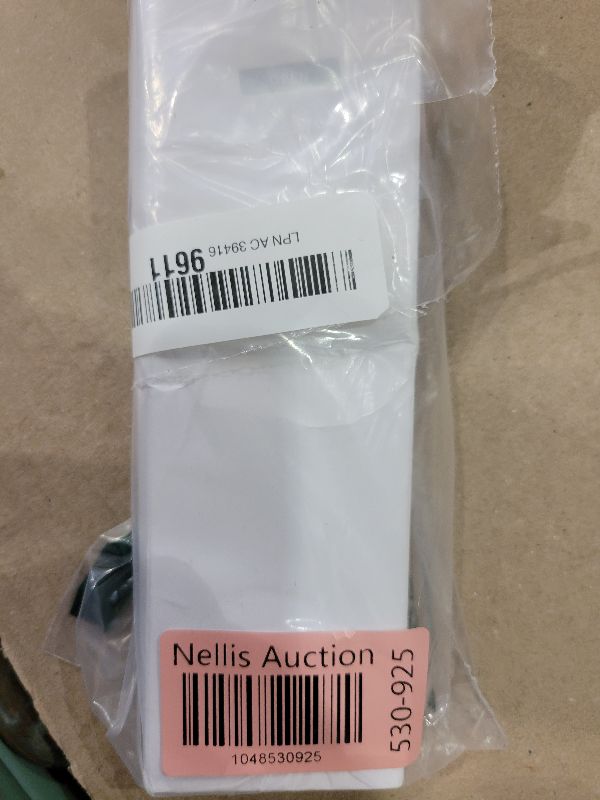 LPN AC 39416 9611
Nellis Auction
1048530925
530-925